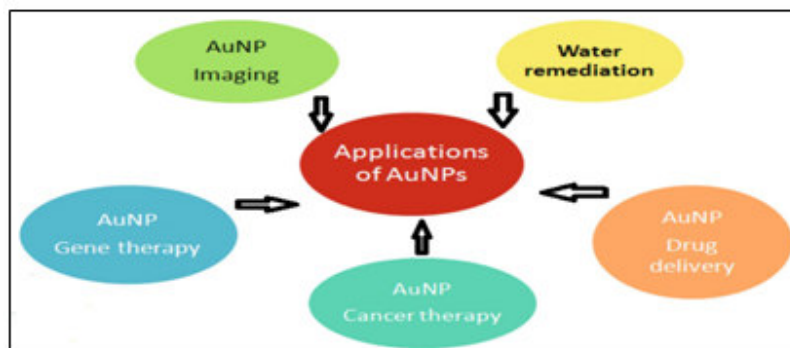 AuNP
Imaging
Water
remediation
Applications
of AuNPs
AuNP
Gene therapy
AuNP
Drug
delivery
AuNP
Cancer therapy